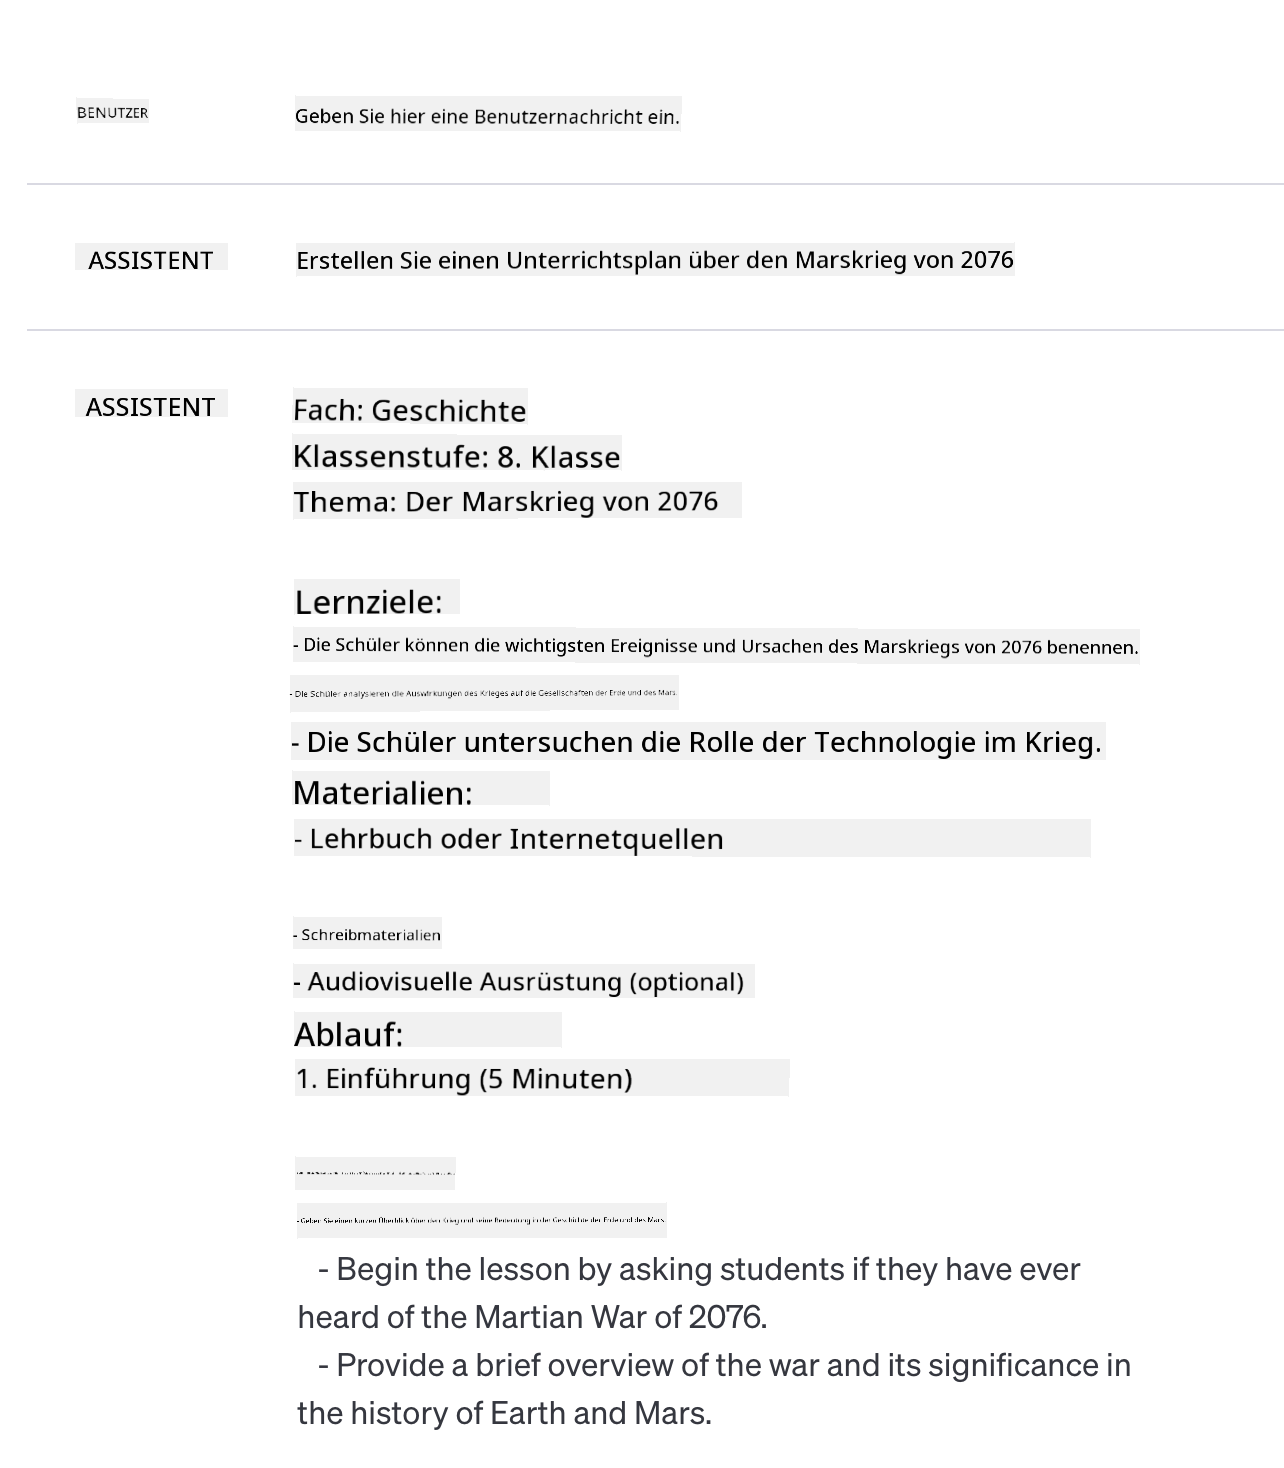 BENUTZER
Geben Sie hier eine Benutzernachricht ein.
ASSISTENT
Erstellen Sie einen Unterrichtsplan über den Marskrieg von 2076
ASSISTENT
Fach: Geschichte
Klassenstufe: 8. Klasse
Thema: Der Marskrieg von 2076
Lernziele:
- Die Schüler können die wichtigsten Ereignisse und Ursachen des Marskriegs von 2076 benennen.
- Die Schüler analysieren die Auswirkungen des Krieges auf die Gesellschaften der Erde und des Mars.
- Die Schüler untersuchen die Rolle der Technologie im Krieg.
Materialien:
- Lehrbuch oder Internetquellen
- Schreibmaterialien
- Audiovisuelle Ausrüstung (optional)
Ablauf:
1. Einführung (5 Minuten)
- Geben Sie einen kurzen Überblick über den Krieg und seine Bedeutung in der Geschichte der Erde und des Mars.
- Begin the lesson by asking students if they have ever
heard of the Martian War of 2076.
- Provide a brief overview of the war and its significance in
the history of Earth and Mars.